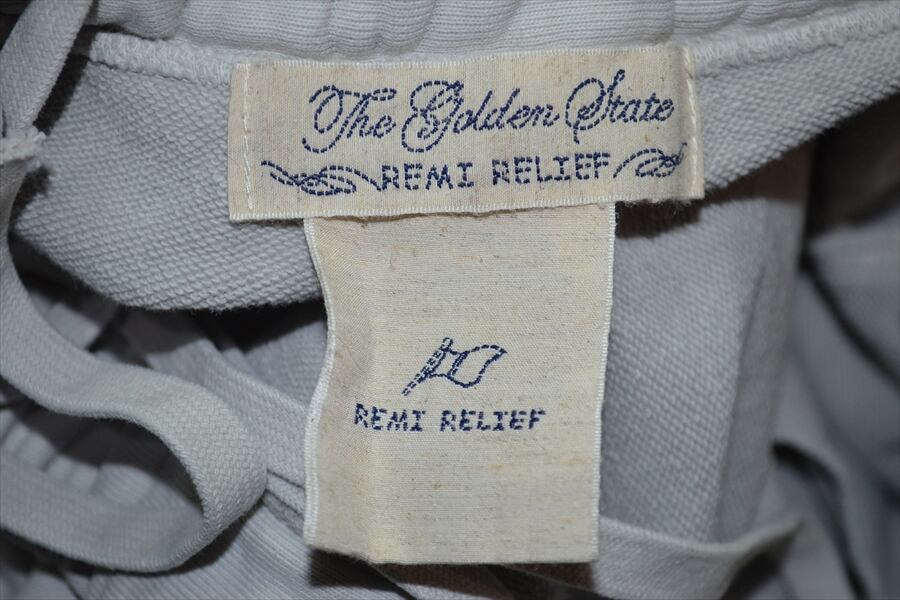 The Golden State
REMI RELIEF
REMI RELIEF